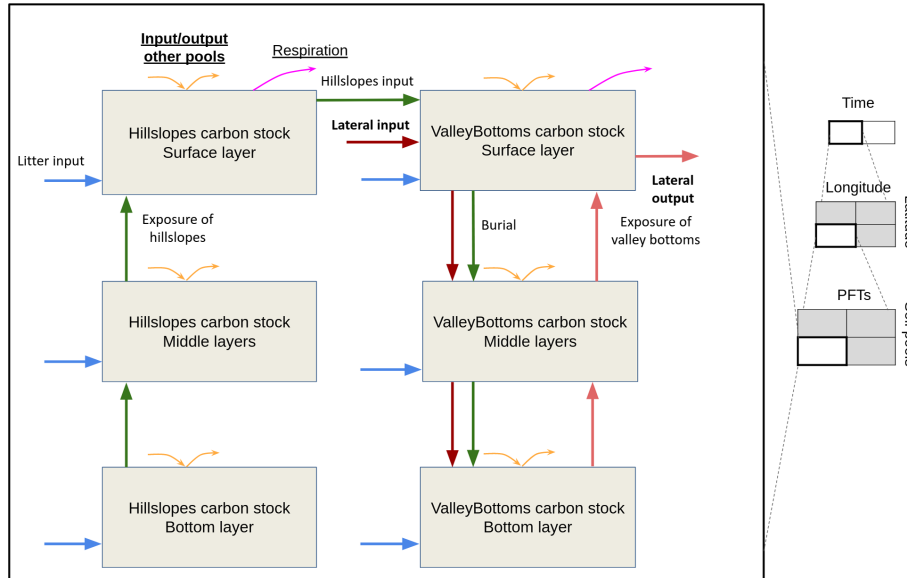 Input/output
other pools
Respiration
Hillslopes input
Hillslopes carbon stock
Surface layer
Lateral input
ValleyBottoms carbon stock
Surface layer
Litter input
Lateral
output
Exposure of
hillslopes
Burial
Exposure of
valley bottoms
Hillslopes carbon stock
Middle layers
ValleyBottoms carbon stock
Middle layers
Hillslopes carbon stock
Bottom layer
ValleyBottoms carbon stock
Bottom layer
Time
Longitude
PFTs